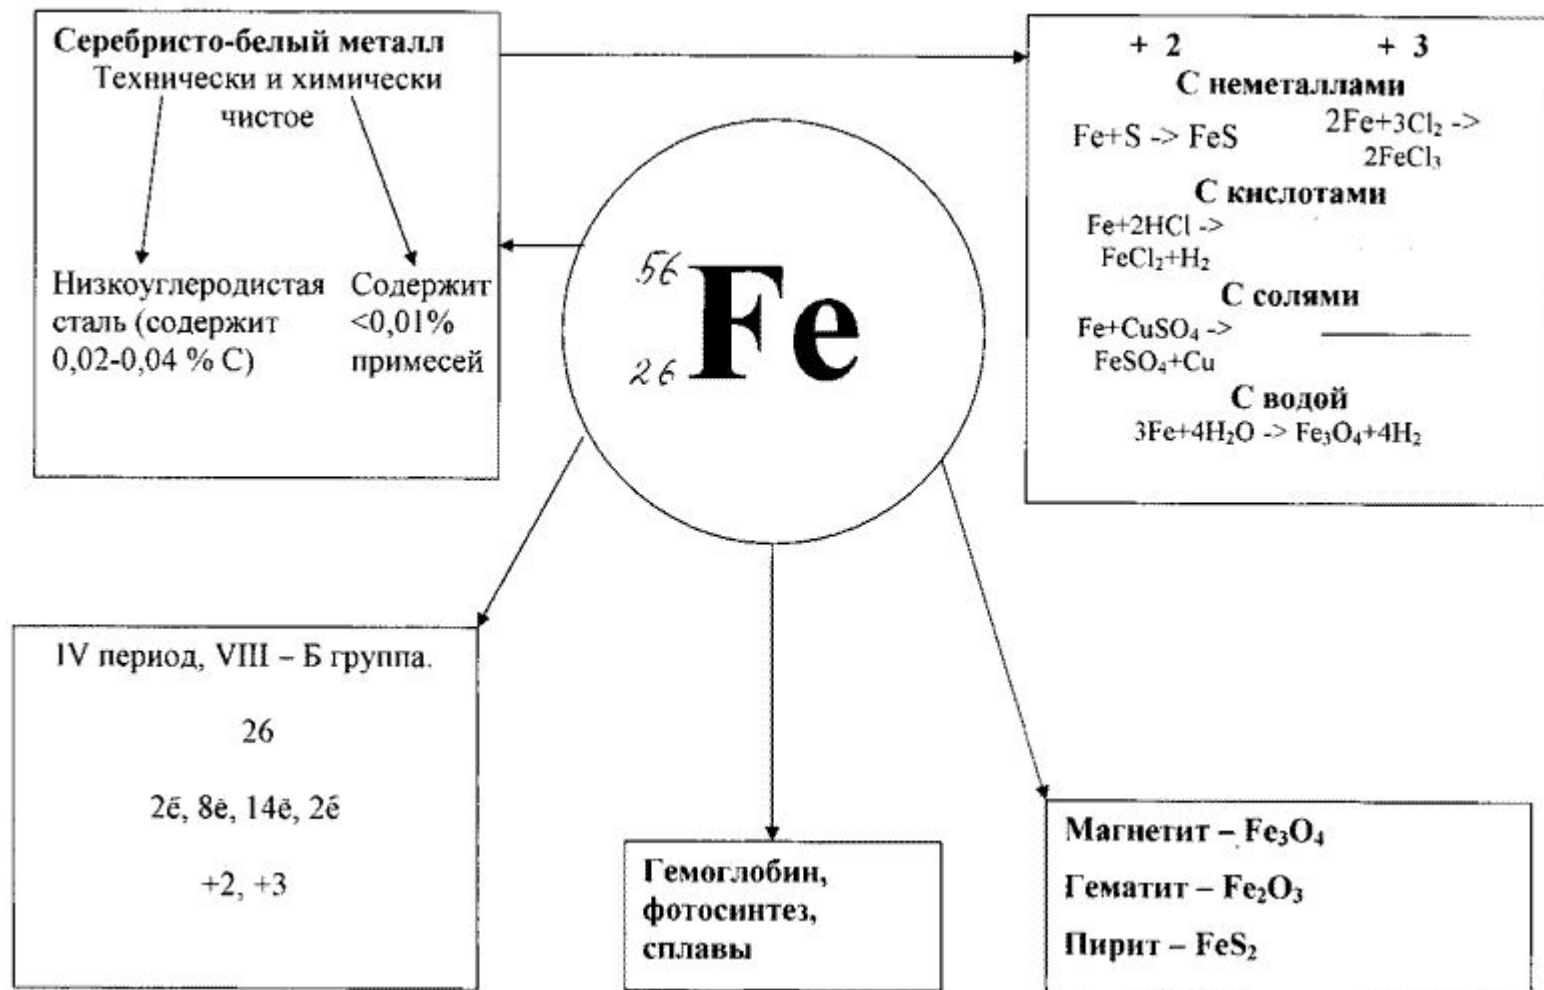 Серебристо-белый металл
Технически и химически
чистое
Низкоуглеродистая
сталь (содержит
0,02-0,04 % С)
Содержит
<0,01%
примесей
+ 2 + 3
С неметаллами
Fe+S -> FeS
2Fe+3Cl₂ ->
2FeCl₃
С кислотами
Fe+2HCl ->
FeCl₂+H₂
С солями
Fe+CuSO₄ ->
FeSO₄+Cu
С водой
3Fe+4H₂O -> Fe₃O₄+4H₂
56
Fe
26
IV период, VIII – Б группа.
26
2ē, 8ē, 14ē, 2ē
+2, +3
Гемоглобин,
фотосинтез,
сплавы
Магнетит – Fe₃O₄
Гематит – Fe₂O₃
Пирит – FeS₂